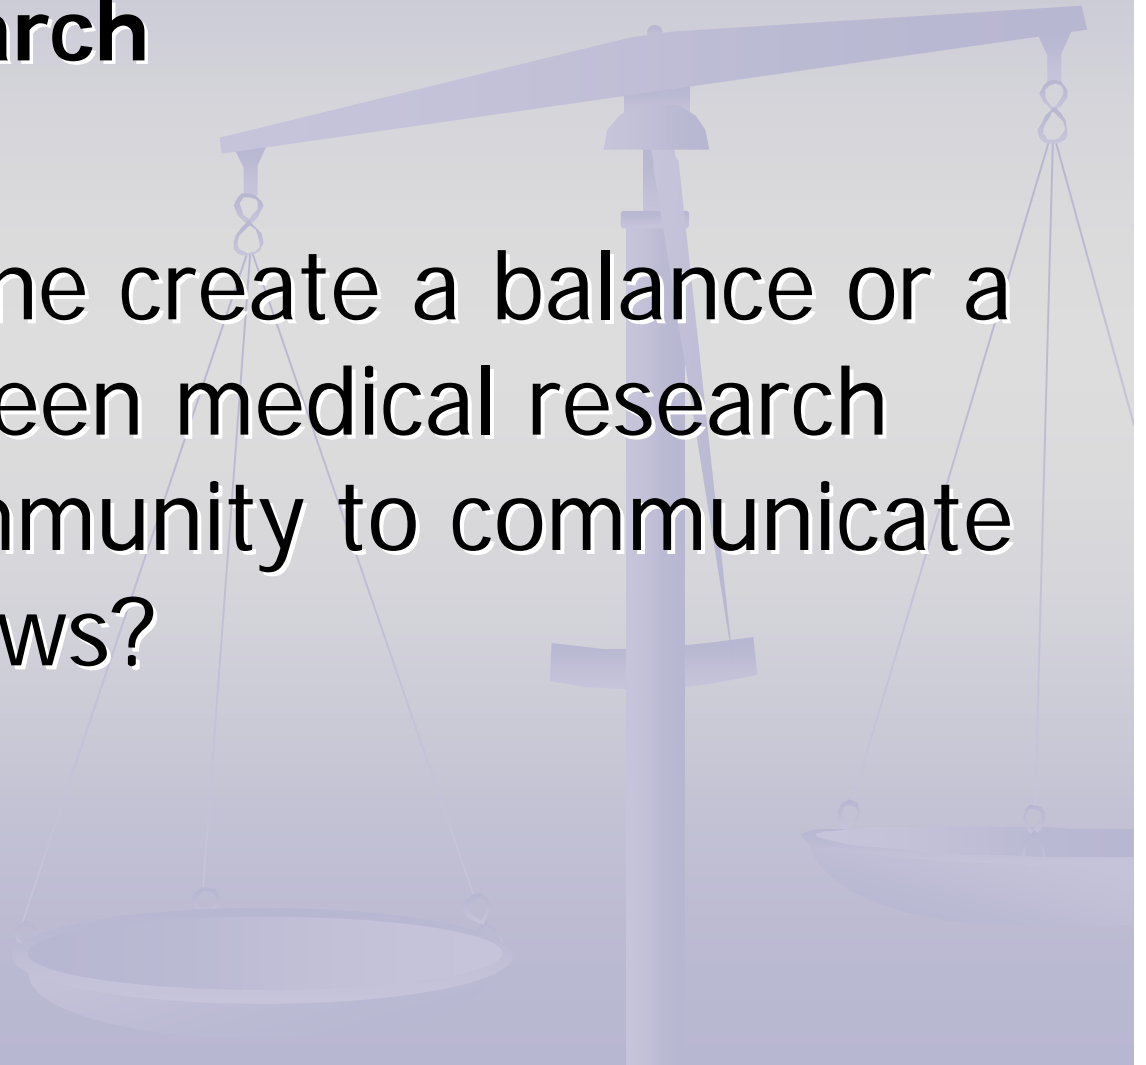 arch
ne create a balance or a
een medical research
mmunity to communicate
ws?